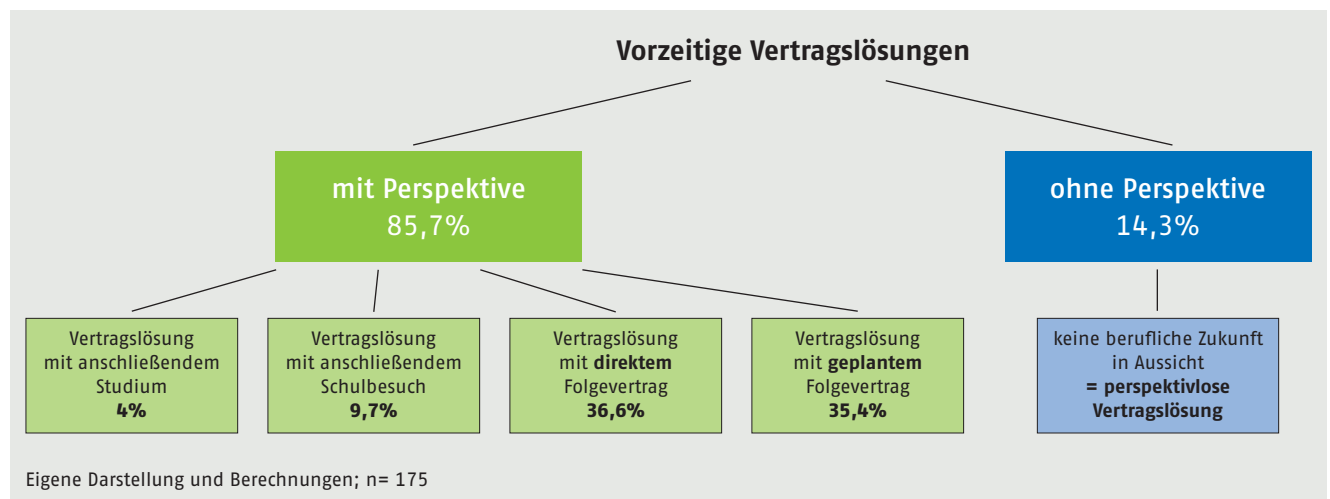 Vorzeitige Vertragslösungen
mit Perspektive
85,7%
ohne Perspektive
14,3%
Vertragslösung
mit anschließendem
Studium
4%
Vertragslösung
mit anschließendem
Schulbesuch
9,7%
Vertragslösung
mit direktem
Folgevertrag
36,6%
Vertragslösung
mit geplantem
Folgevertrag
35,4%
keine berufliche Zukunft
in Aussicht
= perspektivlose
Vertragslösung
Eigene Darstellung und Berechnungen; n= 175